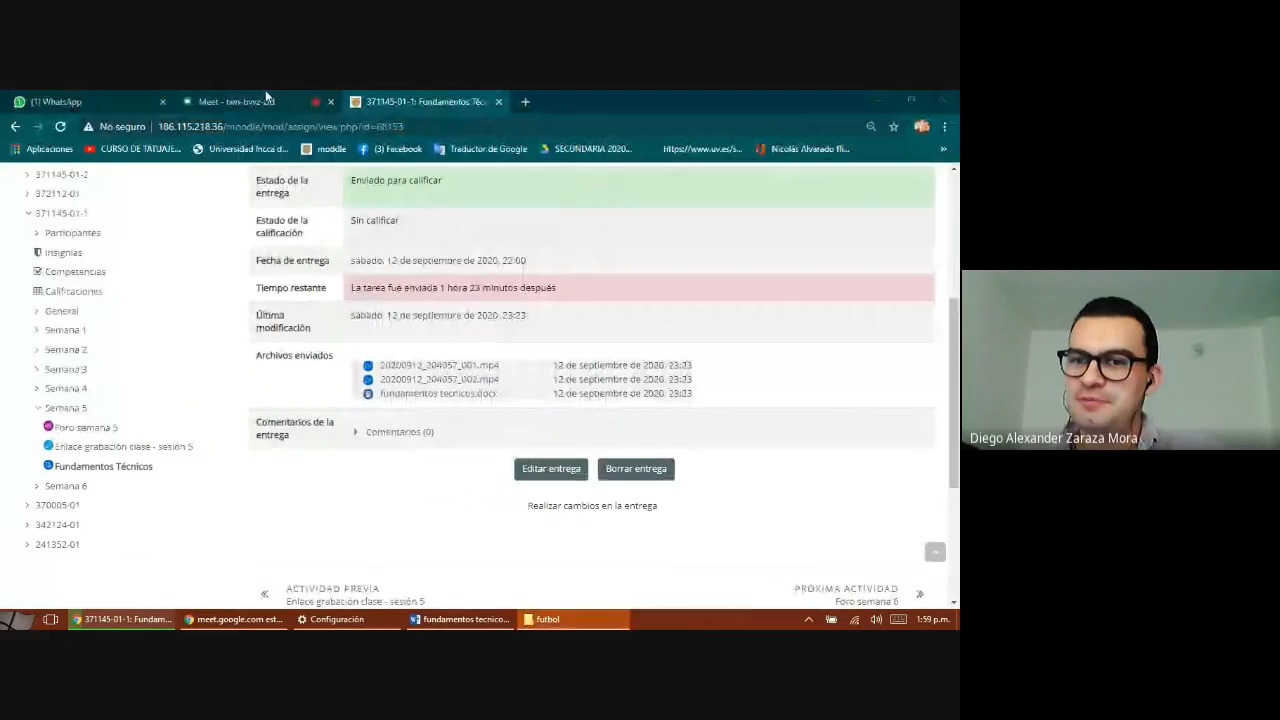 (1) WhatsApp
Meet - twn-bvvz-
371145-01-1: Fundamentos Téc
No seguro
186.115.218.36/moodle/mod/assign/view.php?id=68153
Aplicaciones
CURSO DE TATUAJE...
Universidad Incca d...
moodle
(3) Facebook
Traductor de Google
SECUNDARIA 2020...
https://www.uv.es/s...
Nicolás Alvarado
371145-01-2
372112-01
371145-01-1
Participantes
Insignias
Competencias
Calificaciones
General
Semana 1
Semana 2
Semana 3
Semana 4
Semana 5
Foro semana 5
Enlace grabación clase - sesión 5
Fundamentos Técnicos
Semana 6
370005-01
342124-01
241352-01
Estado de la
entrega
Enviado para calificar
Estado de la
calificación
Sin calificar
Fecha de entrega
sábado, 12 de septiembre de 2020, 22:00
Tiempo restante
La tarea fue enviada 1 hora 23 minutos después
Última
modificación
sábado, 12 de septiembre de 2020, 23:23
Archivos enviados
20200912_204057_001.mp4 12 de septiembre de 2020, 23:23
20200912_204057_002.mp4 12 de septiembre de 2020, 23:23
fundamentos tecnicos.docx 12 de septiembre de 2020, 23:23
Comentarios de la
entrega
Comentarios (0)
Editar entrega
Borrar entrega
Realizar cambios en la entrega
ACTIVIDAD PREVIA
Enlace grabación clase - sesión 5
PRÓXIMA ACTIVIDAD
Foro semana 6
371145-01-1: Fundam...
meet.google.com est...
Configuración
fundamentos tecnico...
futbol
1:59 p.m.
Diego Alexander Zaraza Mora